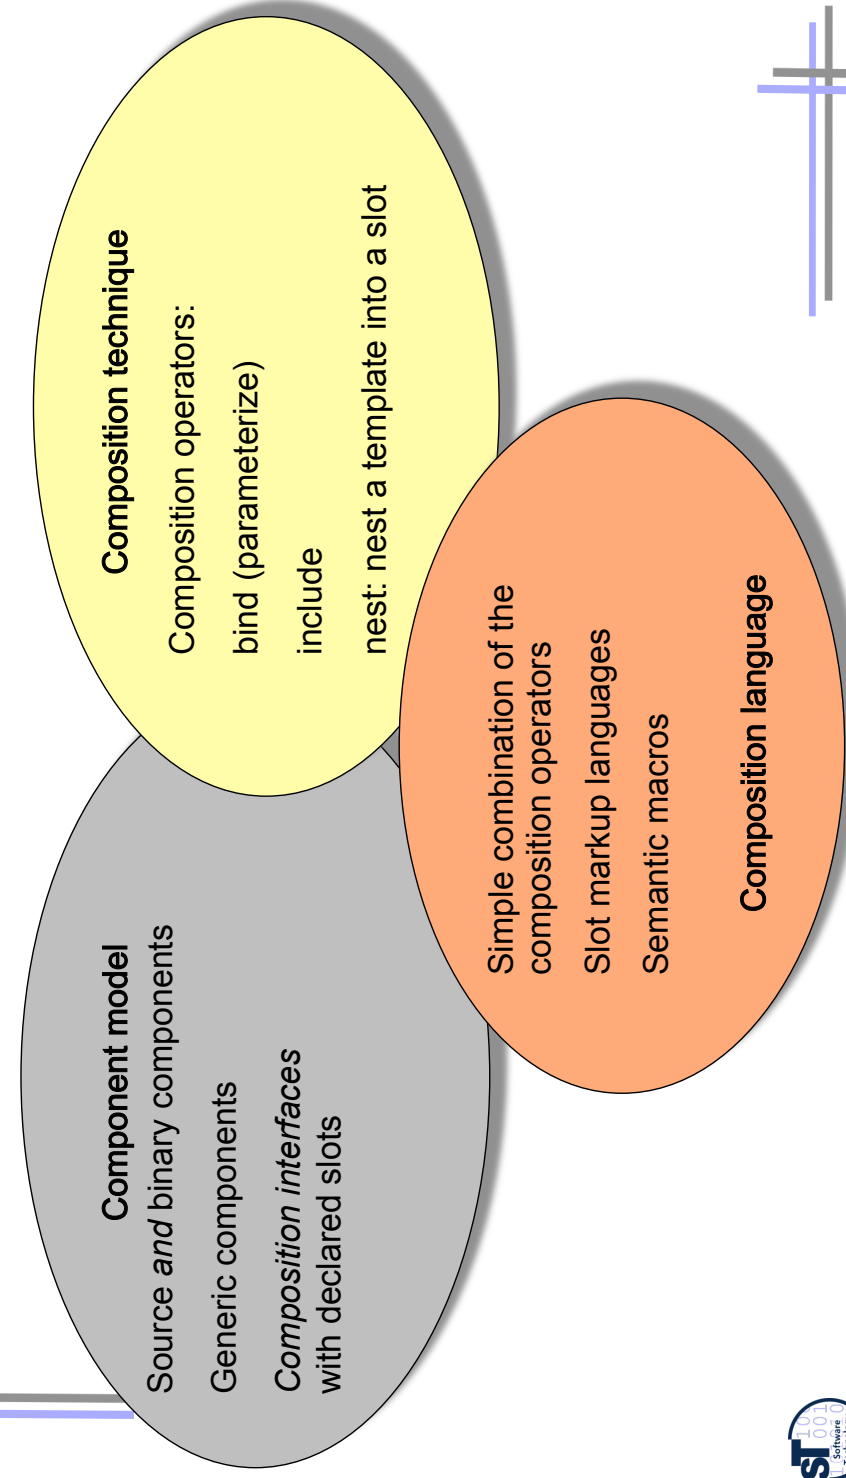 Component model
Source and binary components
Generic components
Composition interfaces
with declared slots
Composition technique
Composition operators:
bind (parameterize)
include
nest: nest a template into a slot
Simple combination of the
composition operators
Slot markup languages
Semantic macros
Composition language
ST
Software